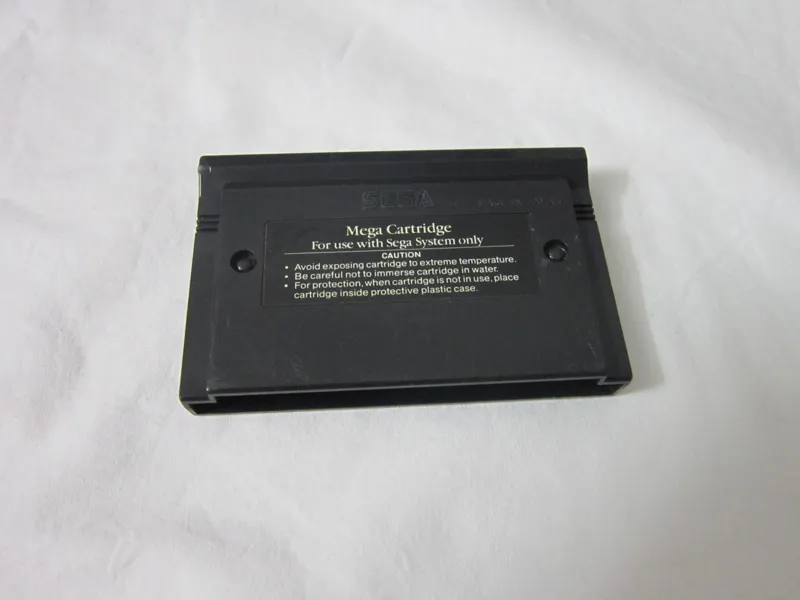 SEGA
Mega Cartridge
For use with Sega System only
CAUTION
• Avoid exposing cartridge to extreme temperature.
• Be careful not to immerse cartridge in water.
• For protection, when cartridge is not in use, place
cartridge inside protective plastic case.